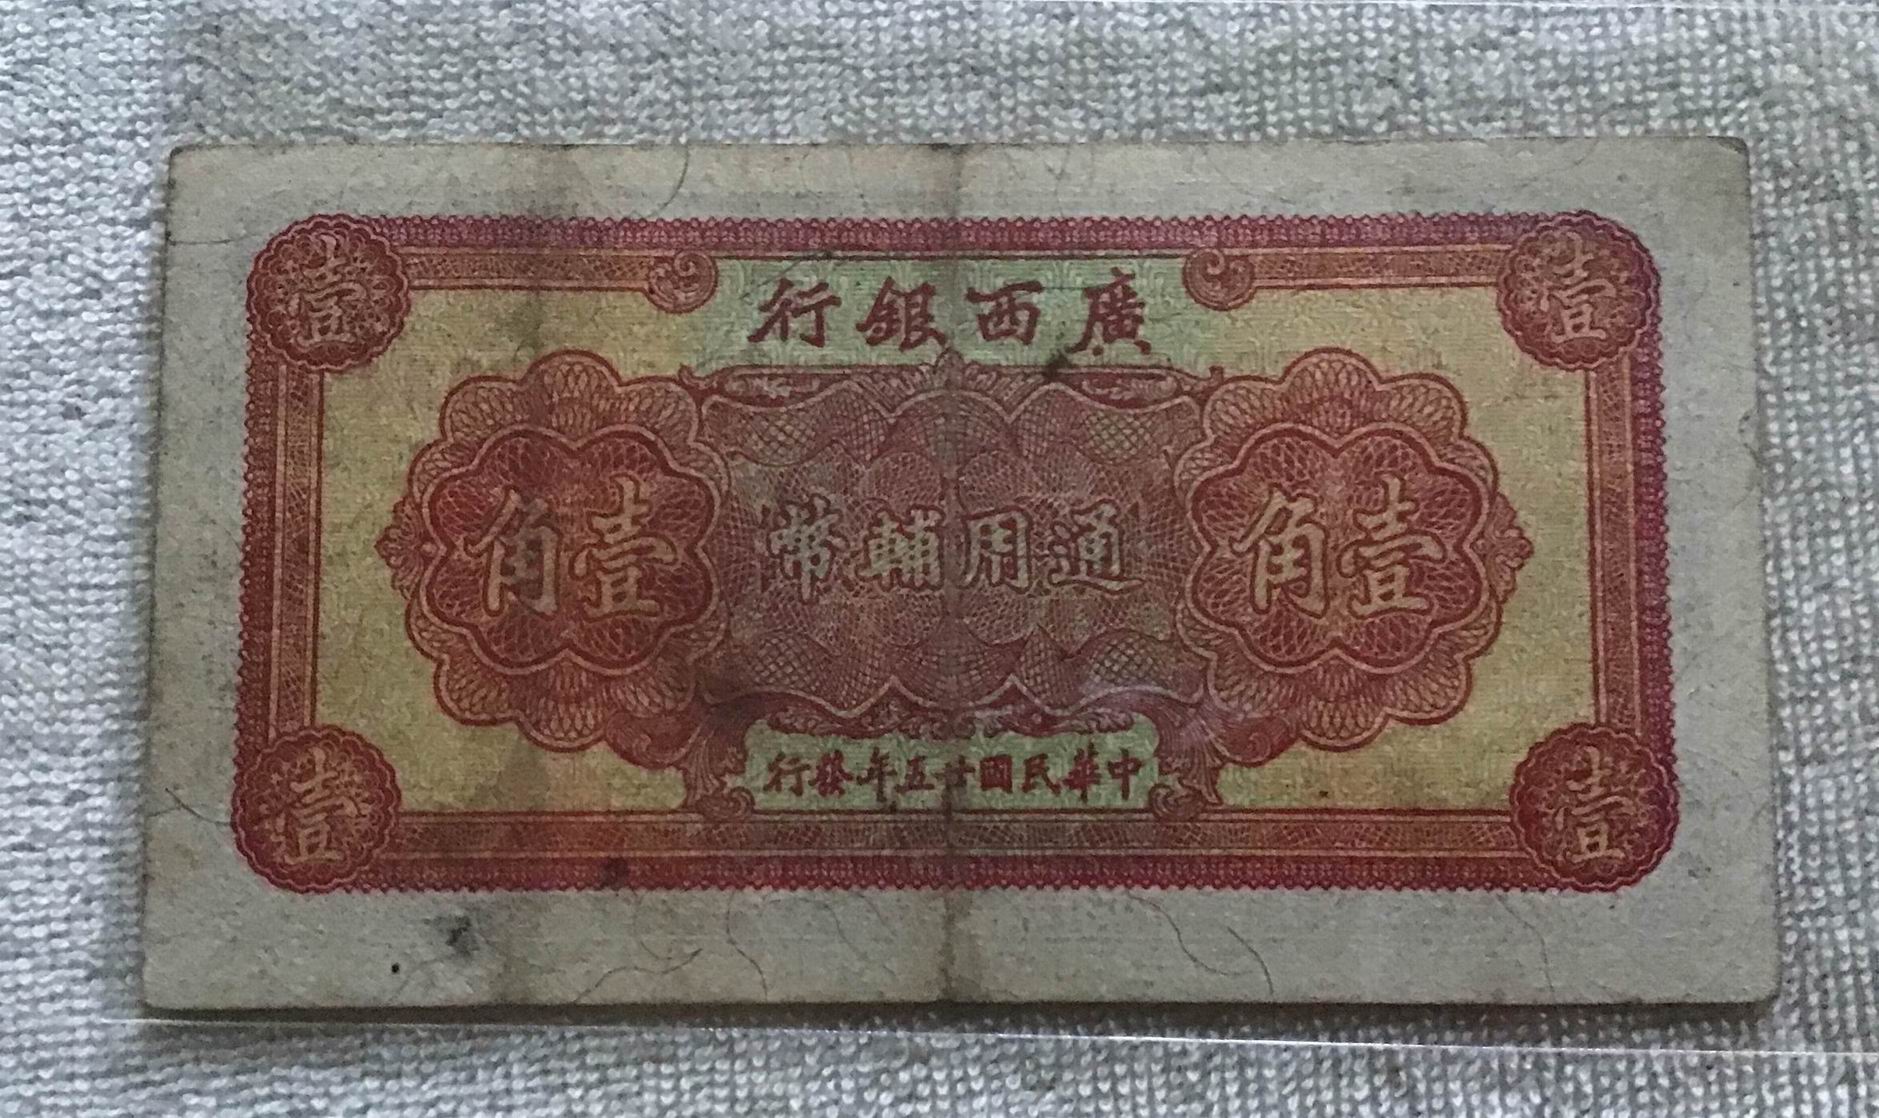 廣西銀行
壹 壹
壹角 通用輔幣 壹角
中華民國廿五年發行
壹 壹